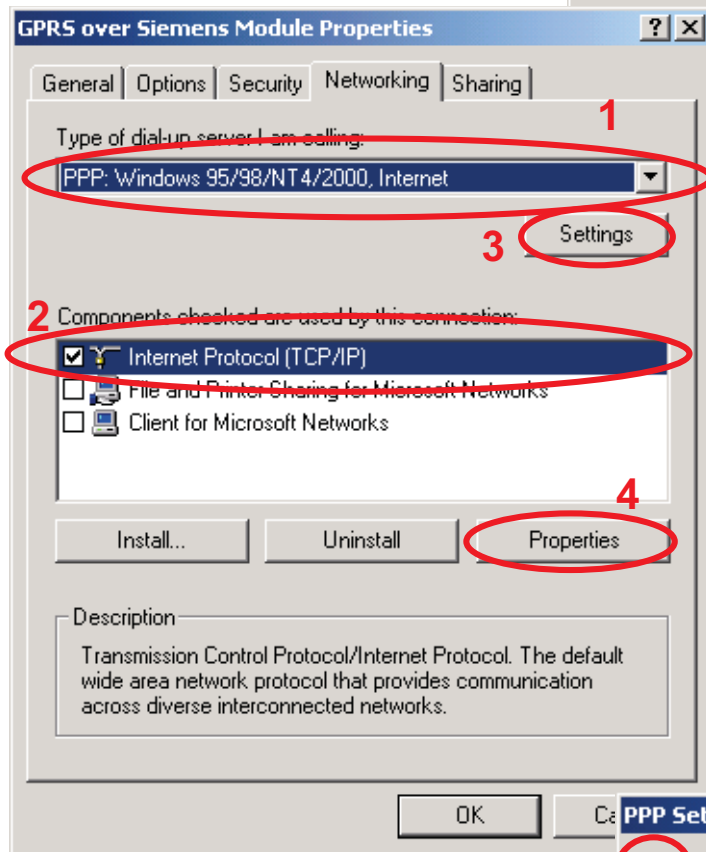 GPRS over Siemens Module Properties
General Options Security Networking Sharing
1
Type of dial-up server I am calling:
PPP: Windows 95/98/NT4/2000, Internet
3 Settings
2 Components checked are used by this connection:
Internet Protocol (TCP/IP)
File and Printer Sharing for Microsoft Networks
Client for Microsoft Networks
4
Install... Uninstall Properties
Description
Transmission Control Protocol/Internet Protocol. The default
wide area network protocol that provides communication
across diverse interconnected networks.
OK Ca
PPP Set